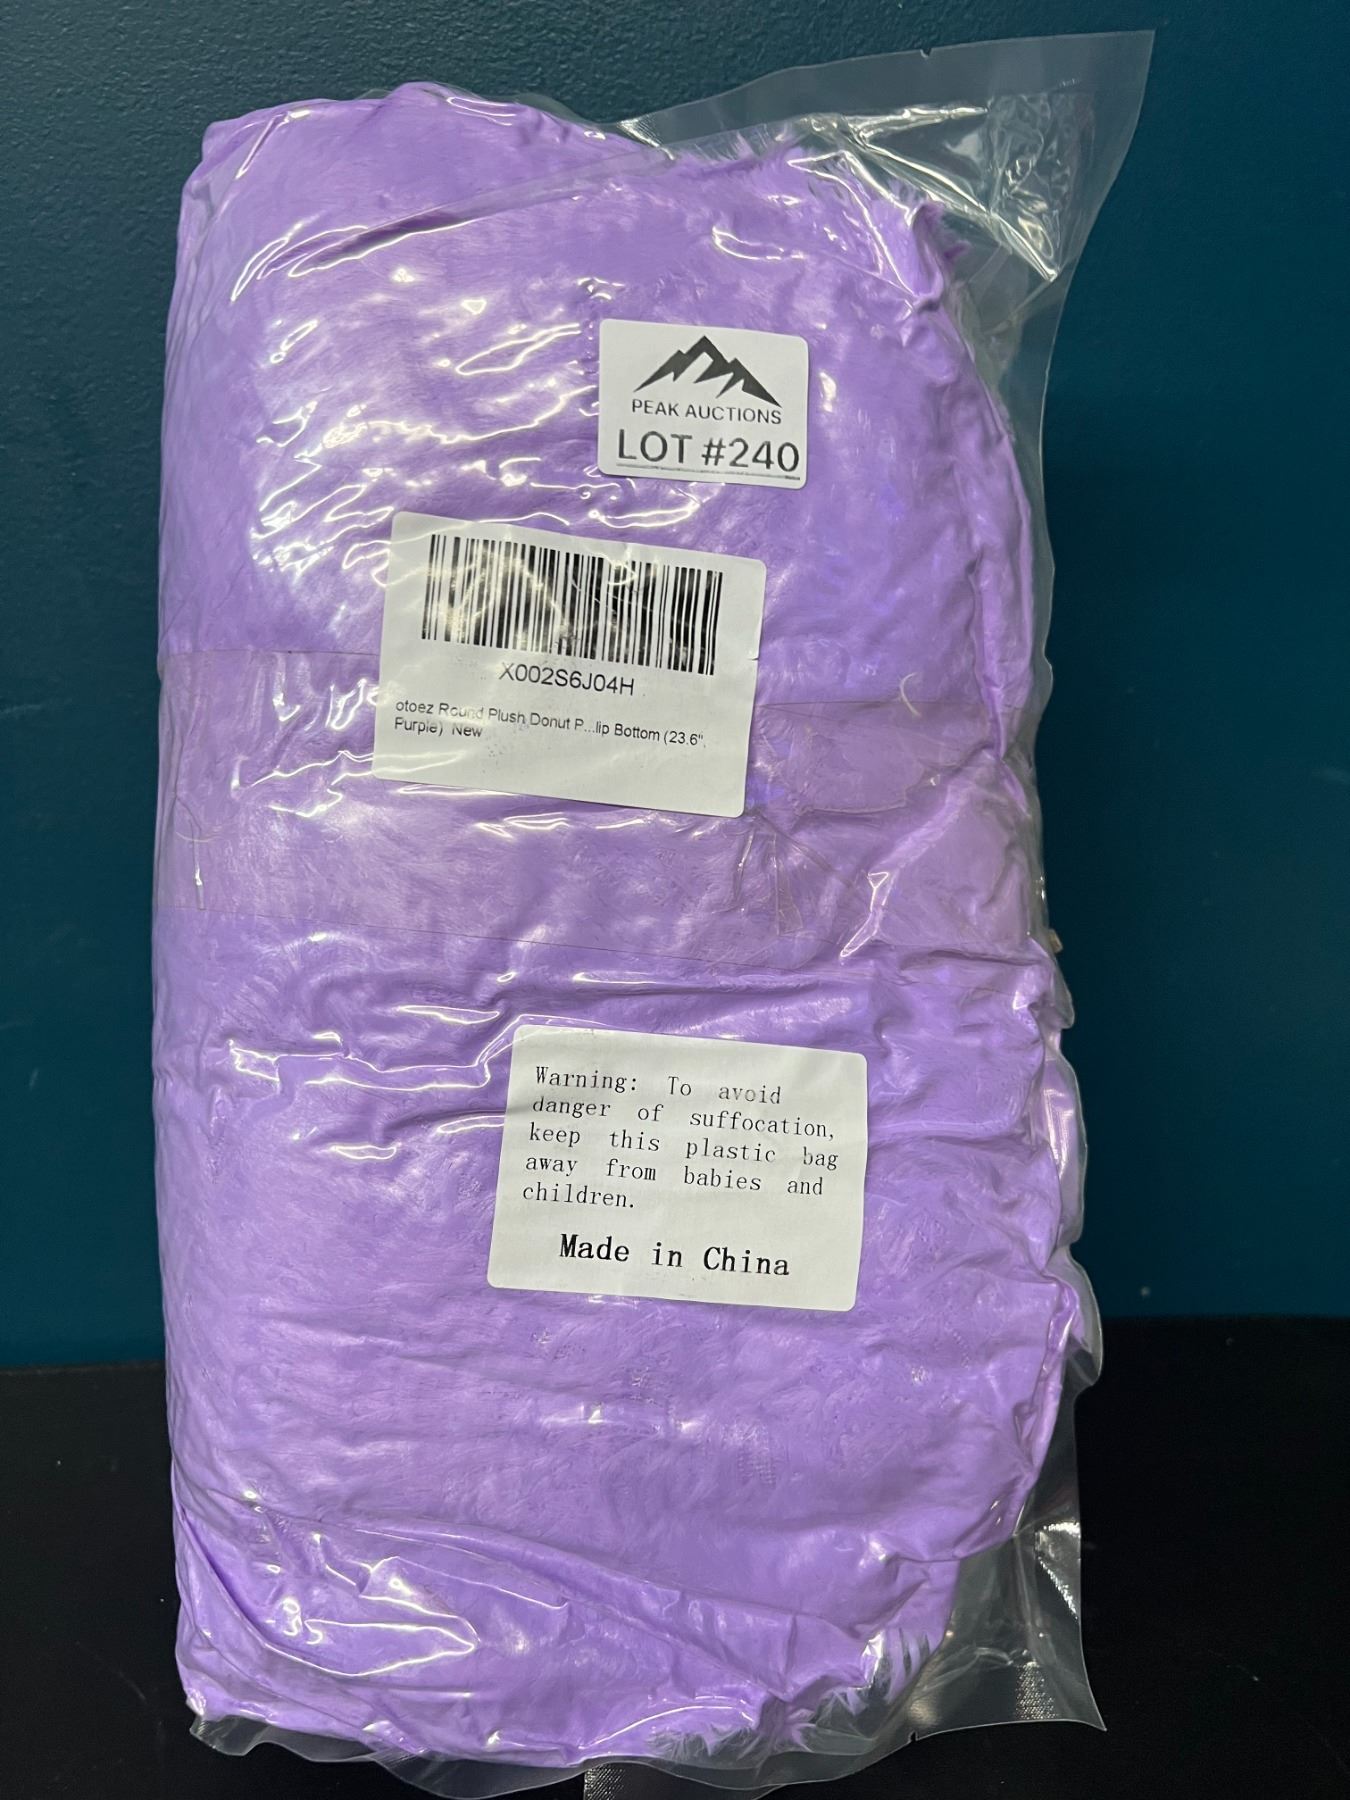 PEAK AUCTIONS
LOT #240
X002S6J04H
otoez Round Plush Donut P...lip Bottom (23.6",
Purple) New
Warning: To avoid
danger of suffocation,
keep this plastic bag
away from babies and
children.
Made in China